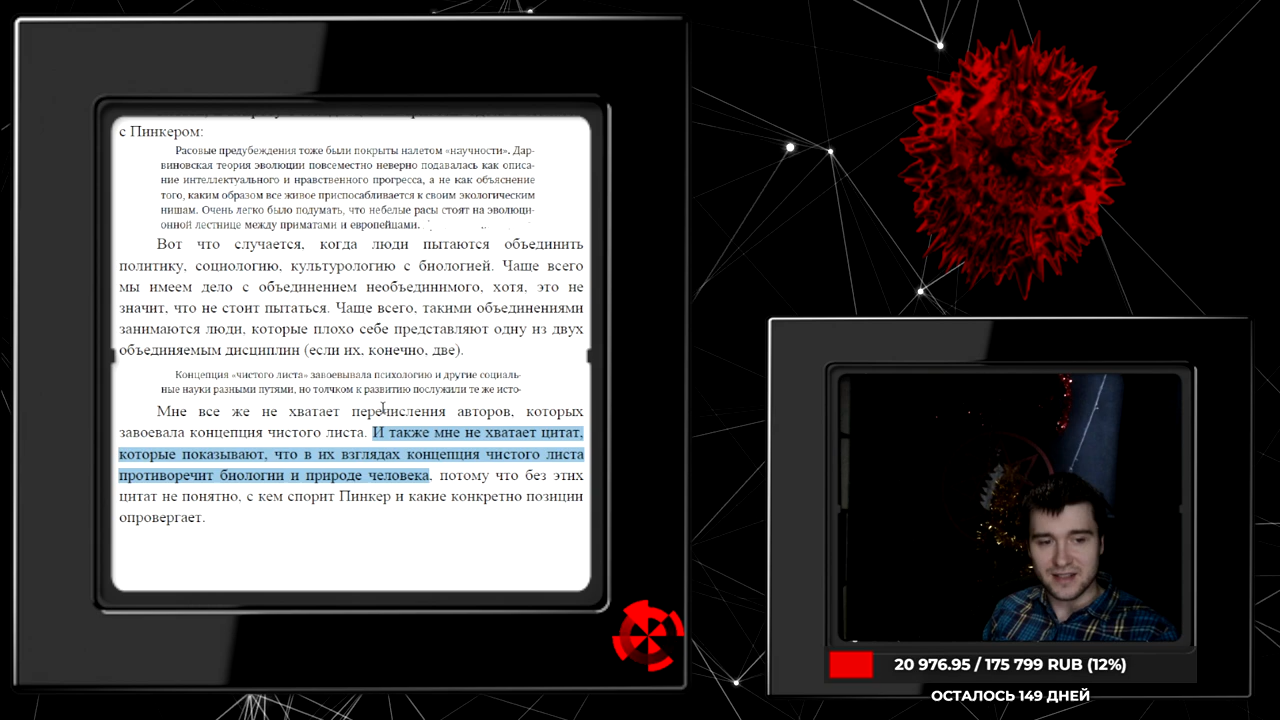 с Пинкером:
Расовые предубеждения тоже были покрыты налетом «научности». Дар-
виновская теория эволюции повсеместно неверно подавалась как описа-
ние интеллектуального и нравственного прогресса, а не как объяснение
того, каким образом все живое приспосабливается к своим экологическим
нишам. Очень легко было подумать, что небелые расы стоят на эволюци-
онной лестнице между приматами и европейцами.
Вот что случается, когда люди пытаются объединить
политику, социологию, культурологию с биологией. Чаще всего
мы имеем дело с объединением необъединимого, хотя, это не
значит, что не стоит пытаться. Чаще всего, такими объединениями
занимаются люди, которые плохо себе представляют одну из двух
объединяемым дисциплин (если их, конечно, две).
Концепция «чистого листа» завоевывала психологию и другие социаль-
ные науки разными путями, но толчком к развитию послужили те же исто-
Мне все же не хватает перечисления авторов, которых
завоевала концепция чистого листа. И также мне не хватает цитат,
которые показывают, что в их взглядах концепция чистого листа
противоречит биологии и природе человека, потому что без этих
цитат не понятно, с кем спорит Пинкер и какие конкретно позиции
опровергает.
20 976.95 / 175 799 RUB (12%)
ОСТАЛОСЬ 149 ДНЕЙ